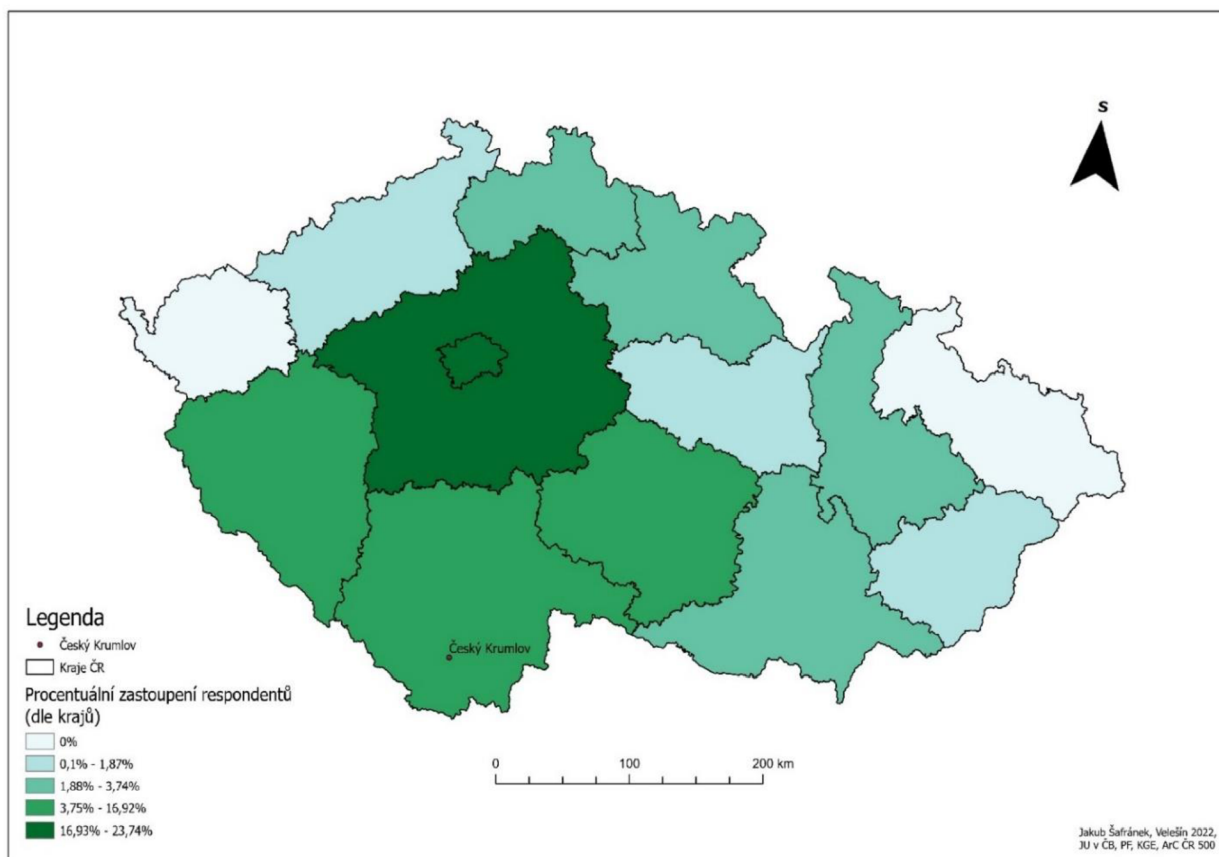 S
Český Krumlov
Legenda
Český Krumlov
Kraje ČR
Procentuální zastoupení respondentů
(dle krajů)
0%
0,1% - 1,87%
1,88% - 3,74%
3,75% - 16,92%
16,93% - 23,74%
0 100 200 km
Jakub Šafránek, Velešín 2022,
JU v ČB, PF, KGE, ArC ČR 500